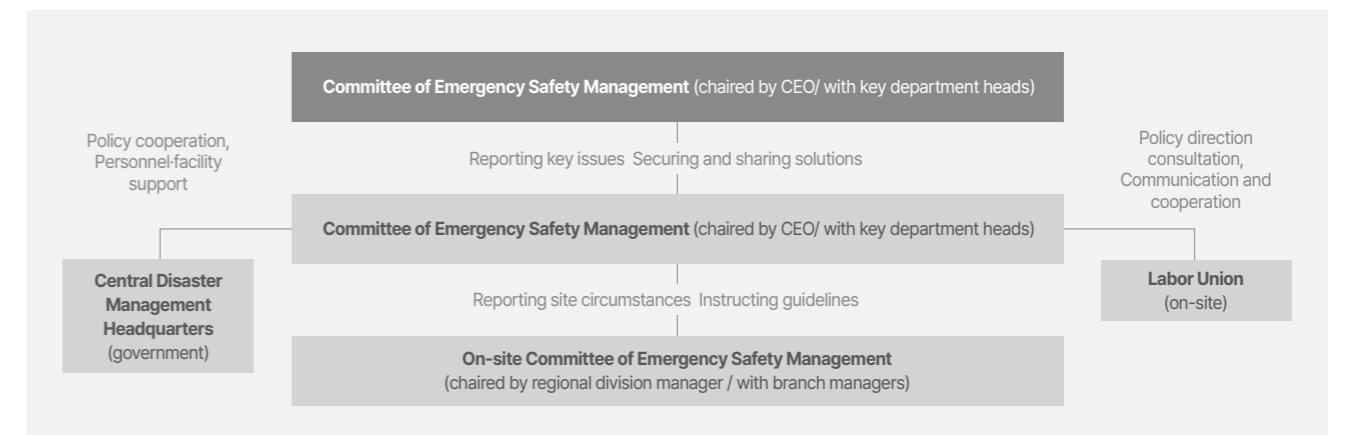 Committee of Emergency Safety Management (chaired by CEO/ with key department heads)
Policy cooperation,
Personnel·facility
support
Reporting key issues  Securing and sharing solutions
Policy direction
consultation,
Communication and
cooperation
Committee of Emergency Safety Management (chaired by CEO/ with key department heads)
Central Disaster
Management
Headquarters
(government)
Labor Union
(on-site)
Reporting site circumstances  Instructing guidelines
On-site Committee of Emergency Safety Management
(chaired by regional division manager / with branch managers)